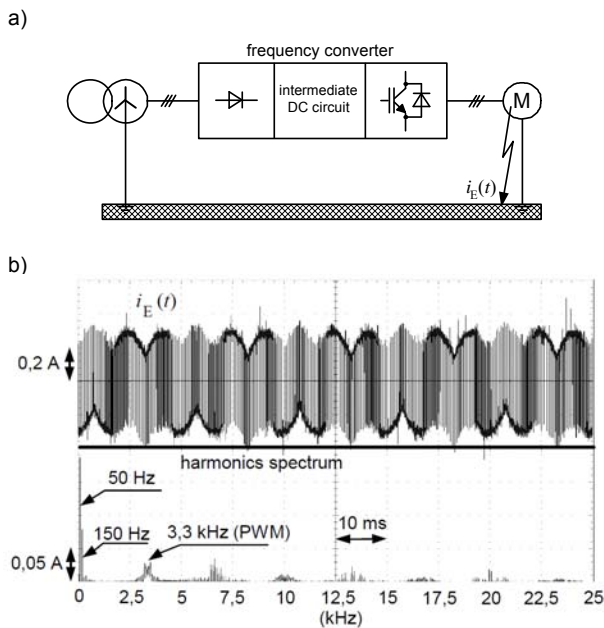 a)
frequency converter
intermediate
DC circuit
M
i_E(t)
b)
i_E(t)
0,2 A
harmonics spectrum
50 Hz
150 Hz
3,3 kHz (PWM)
10 ms
0,05 A
0 2,5 5 7,5 10 12,5 15 17,5 20 22,5 25
(kHz)